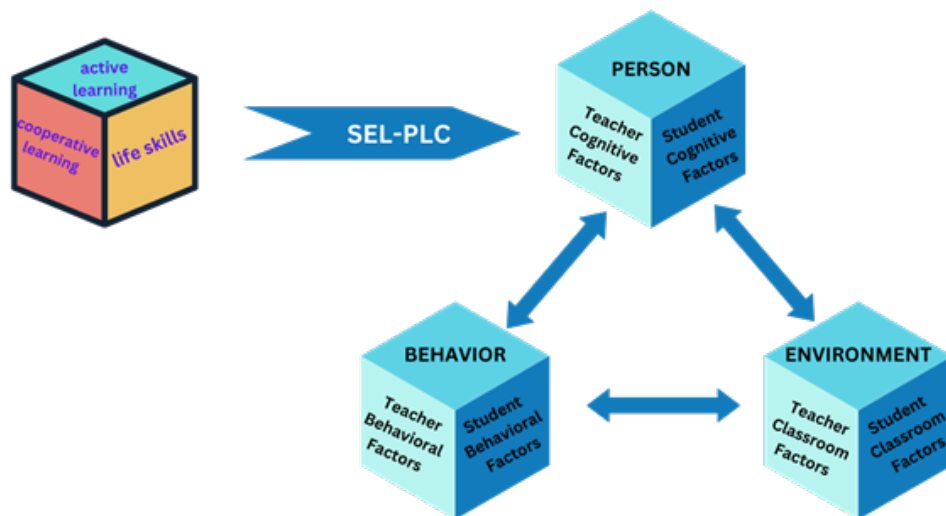 active
learning
cooperative
learning
life skills
SEL-PLC
PERSON
Teacher
Cognitive
Factors
Student
Cognitive
Factors
BEHAVIOR
Teacher
Behavioral
Factors
Student
Behavioral
Factors
ENVIRONMENT
Teacher
Classroom
Factors
Student
Classroom
Factors